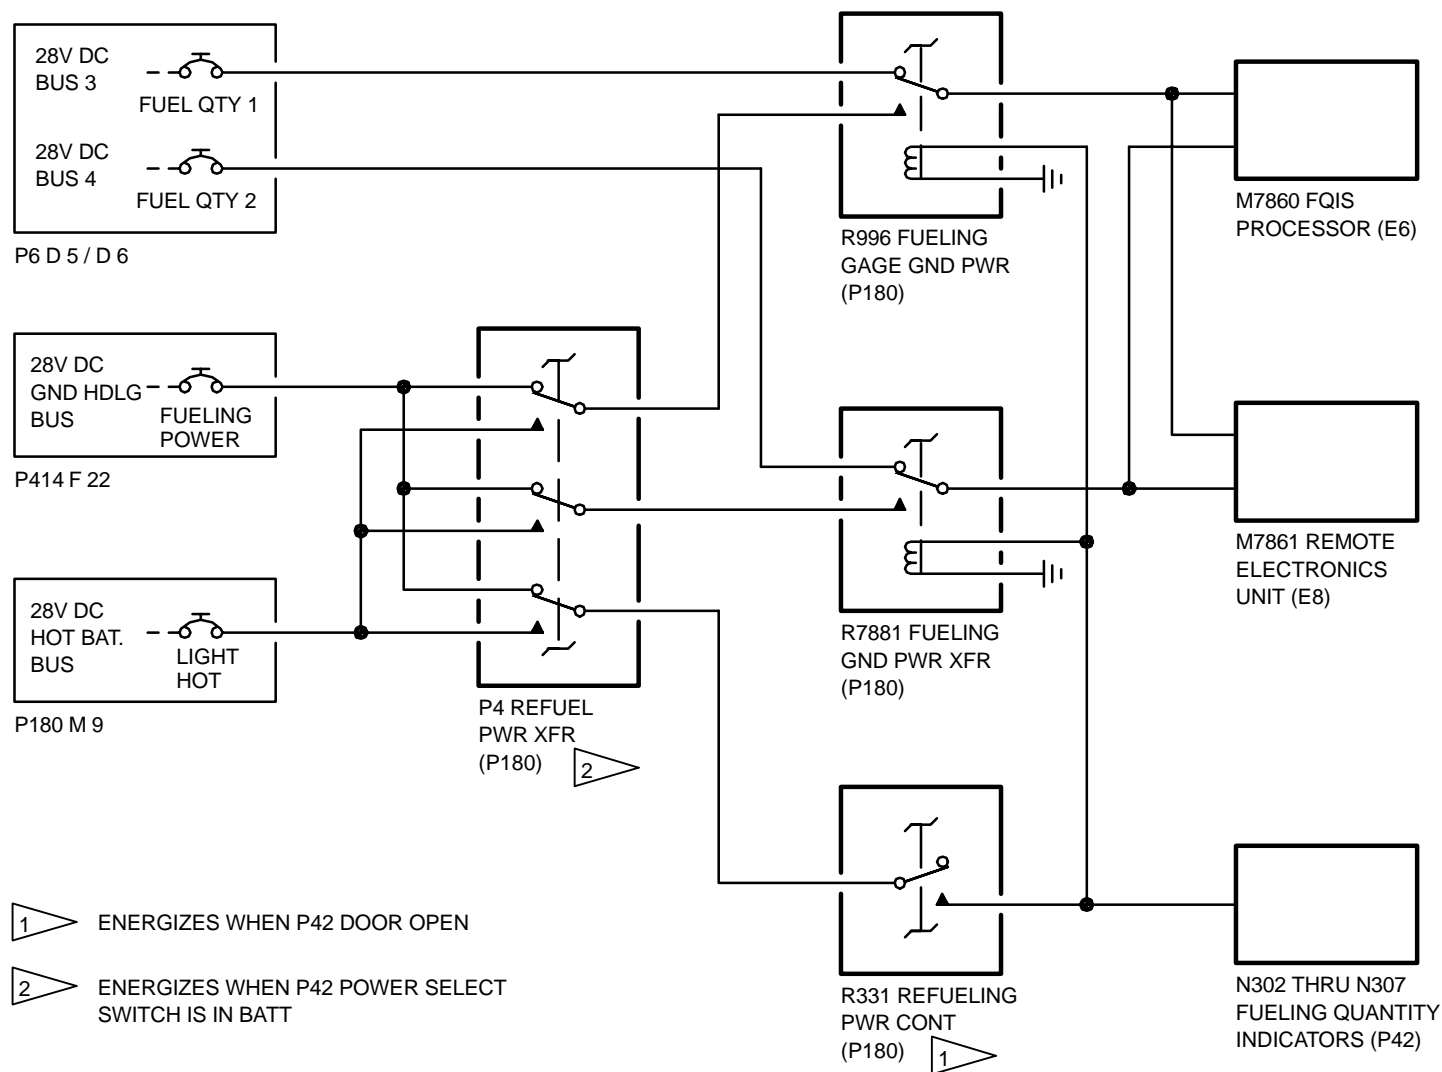 28V DC
BUS 3
FUEL QTY 1
28V DC
BUS 4
FUEL QTY 2
P6 D 5 / D 6
28V DC
GND HDLG
BUS
FUELING
POWER
P414 F 22
28V DC
HOT BAT.
BUS
LIGHT
HOT
P180 M 9
P4 REFUEL
PWR XFR
(P180)
2
R996 FUELING
GAGE GND PWR
(P180)
R7881 FUELING
GND PWR XFR
(P180)
R331 REFUELING
PWR CONT
(P180)
1
M7860 FQIS
PROCESSOR (E6)
M7861 REMOTE
ELECTRONICS
UNIT (E8)
N302 THRU N307
FUELING QUANTITY
INDICATORS (P42)
1 ENERGIZES WHEN P42 DOOR OPEN
2 ENERGIZES WHEN P42 POWER SELECT
SWITCH IS IN BATT